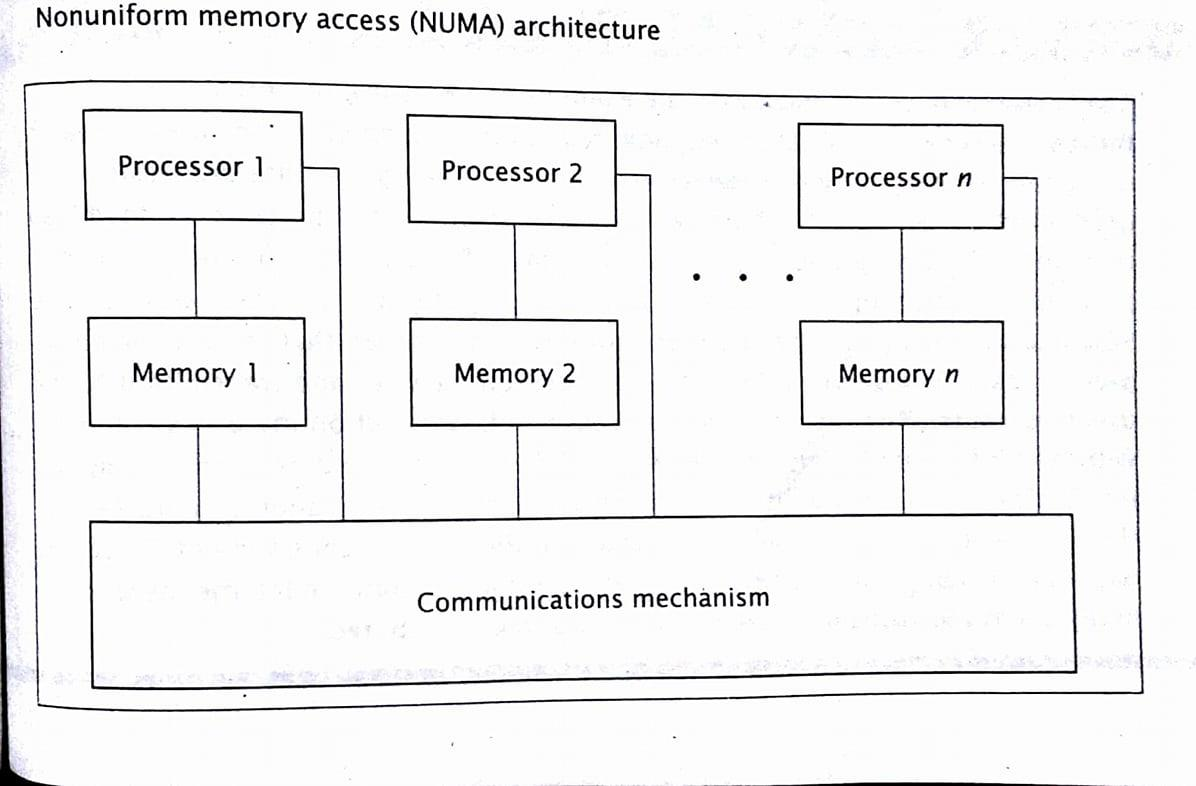 Nonuniform memory access (NUMA) architecture
Processor 1
Processor 2
Processor n
. . .
Memory 1
Memory 2
Memory n
Communications mechanism